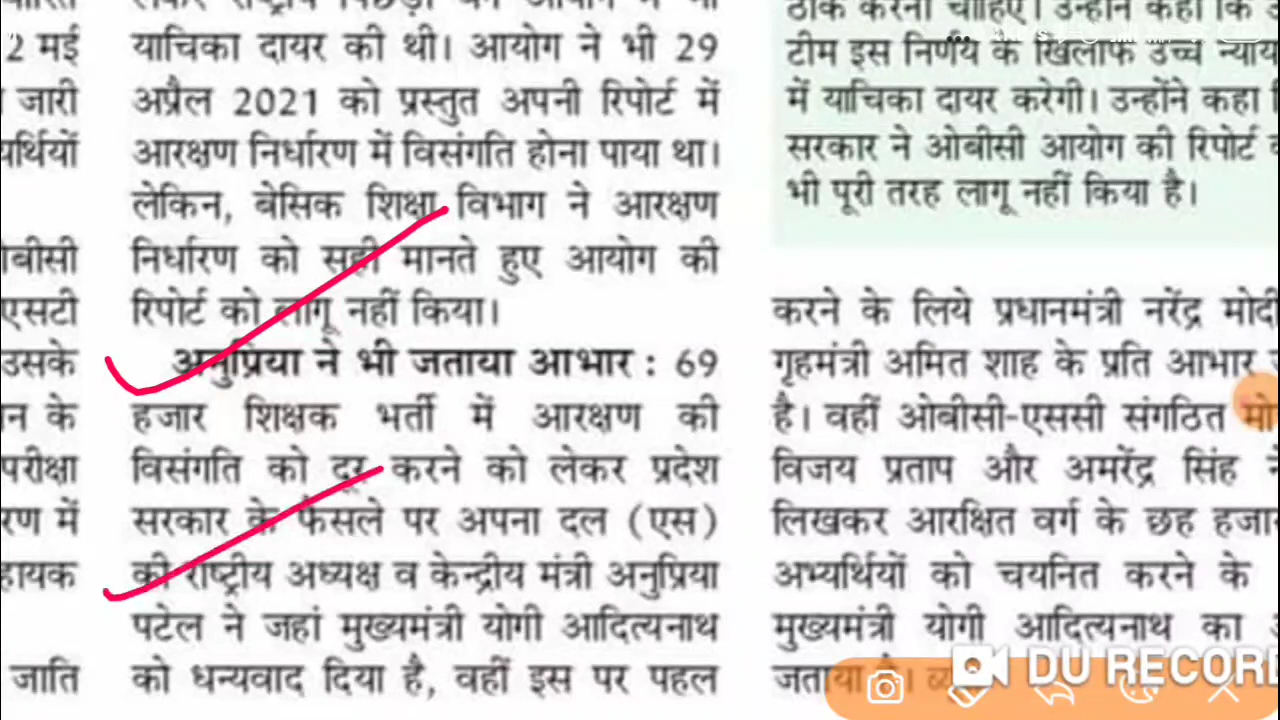 2 मई
जारी
ओबीसी
एसटी
उसके
परीक्षा
जाति
याचिका दायर की थी। आयोग ने भी 29
अप्रैल 2021 को प्रस्तुत अपनी रिपोर्ट में
आरक्षण निर्धारण में विसंगति होना पाया था।
लेकिन, बेसिक शिक्षा विभाग ने आरक्षण
निर्धारण को सही मानते हुए आयोग की
रिपोर्ट को लागू नहीं किया।
अनुप्रिया ने भी जताया आभार : 69
हजार शिक्षक भर्ती में आरक्षण की
विसंगति को दूर करने को लेकर प्रदेश
सरकार के फैसले पर अपना दल (एस)
की राष्ट्रीय अध्यक्ष व केन्द्रीय मंत्री अनुप्रिया
पटेल ने जहां मुख्यमंत्री योगी आदित्यनाथ
को धन्यवाद दिया है, वहीं इस पर पहल
ठीक करना चाहिए। उन्होंने कहा कि
टीम इस निर्णय के खिलाफ उच्च
में याचिका दायर करेगी। उन्होंने कहा
सरकार ने ओबीसी आयोग की रिपोर्ट
भी पूरी तरह लागू नहीं किया है।
करने के लिये प्रधानमंत्री नरेंद्र मोदी
गृहमंत्री अमित शाह के प्रति आभार
है। वहीं ओबीसी-एससी संगठित
विजय प्रताप और अमरेंद्र सिंह
लिखकर आरक्षित वर्ग के छह
अभ्यर्थियों को चयनित करने के
मुख्यमंत्री योगी आदित्यनाथ का
जताया है।
DU RECORD